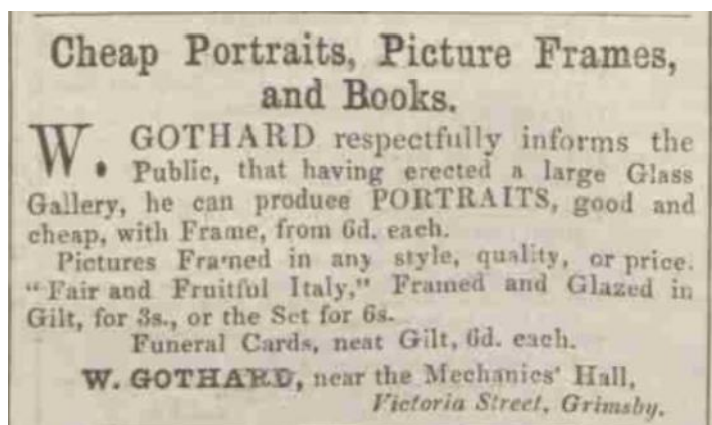 Cheap Portraits, Picture Frames,
and Books.
W. GOTHARD respectfully informs the
Public, that having erected a large Glass
Gallery, he can produce PORTRAITS, good and
cheap, with Frame, from 6d. each.
Pictures Framed in any style, quality, or price.
"Fair and Fruitful Italy," Framed and Glazed in
Gilt, for 3s., or the Set for 6s.
Funeral Cards, neat Gilt, 6d. each.
W. GOTHARD, near the Mechanics' Hall,
Victoria Street, Grimsby.